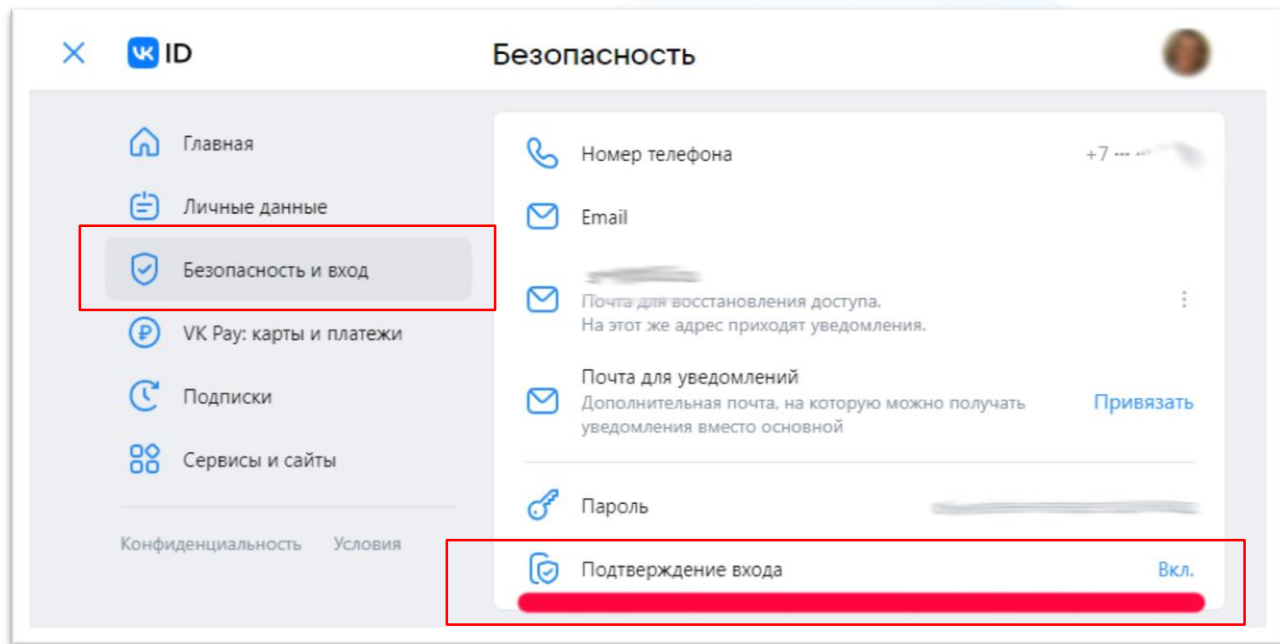 VK ID
Безопасность
Главная
Личные данные
Безопасность и вход
VK Pay: карты и платежи
Подписки
Сервисы и сайты
Конфиденциальность Условия
Номер телефона +7
Email
Почта для восстановления доступа.
На этот же адрес приходят уведомления.
Почта для уведомлений
Дополнительная почта, на которую можно получать
уведомления вместо основной
Привязать
Пароль
Подтверждение входа Вкл.